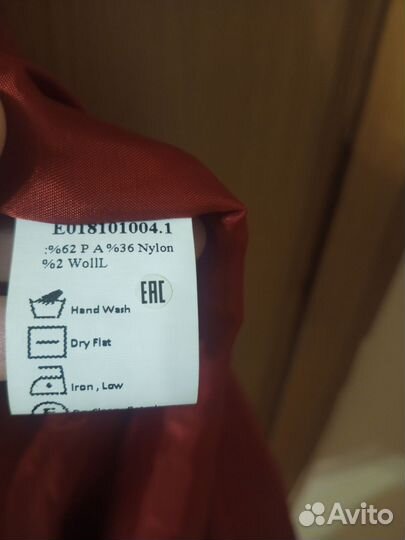 E018101004.1
:%62 P A %36 Nylon
%2 WollL
EAC
Hand Wash
Dry Flat
Iron , Low
Avito